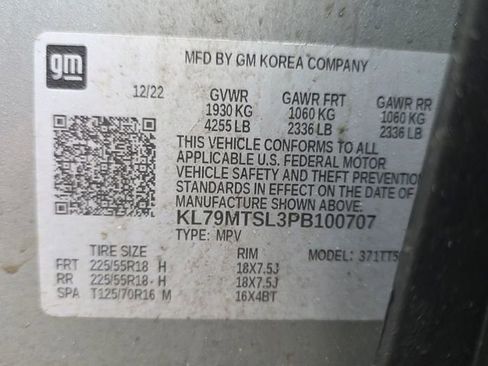 gm
MFD BY GM KOREA COMPANY
12/22 GVWR GAWR FRT GAWR RR
1930 KG 1060 KG 1060 KG
4255 LB 2336 LB 2336 LB
THIS VEHICLE CONFORMS TO ALL
APPLICABLE U.S. FEDERAL MOTOR
VEHICLE SAFETY AND THEFT PREVENTION
STANDARDS IN EFFECT ON THE DATE OF
MANUFACTURE SHOWN ABOVE.
KL79MTSL3PB100707
TYPE: MPV MODEL: 371TT5
TIRE SIZE RIM
FRT 225/55R18 H 18X7.5J
RR 225/55R18 H 18X7.5J
SPA T125/70R16 M 16X4BT